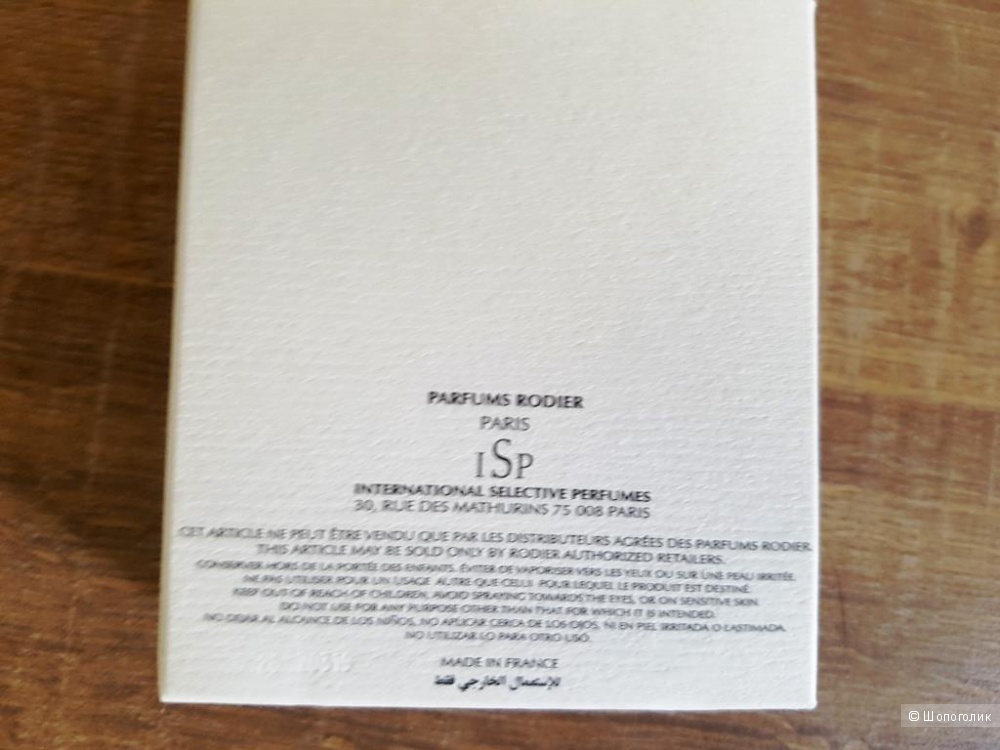 PARFUMS RODIER
PARIS
ISP
INTERNATIONAL SELECTIVE PERFUMES
30, RUE DES MATHURINS 75 008 PARIS
CET ARTICLE NE PEUT ÊTRE VENDU QUE PAR LES DISTRIBUTEURS AGRÉES DES PARFUMS RODIER.
THIS ARTICLE MAY BE SOLD ONLY BY RODIER AUTHORIZED RETAILERS.
CONSERVER HORS DE LA PORTÉE DES ENFANTS. ÉVITER DE VAPORISER VERS LES YEUX OU SUR UNE PEAU IRRITÉE.
NE PAS UTILISER POUR UN USAGE AUTRE QUE CELUI POUR LEQUEL LE PRODUIT EST DESTINÉ.
KEEP OUT OF REACH OF CHILDREN, AVOID SPRAYING TOWARDS THE EYES, OR ON SENSITIVE SKIN.
DO NOT USE FOR ANY PURPOSE OTHER THAN THAT FOR WHICH IT IS INTENDED.
NO DEJAR AL ALCANCE DE LOS NIÑOS, NO APLICAR CERCA DE LOS OJOS, NI EN PIEL IRRITADA O LASTIMADA.
NO UTILIZAR LO PARA OTRO USO.
MADE IN FRANCE
للإستعمال الخارجي فقط
© Шопоголик